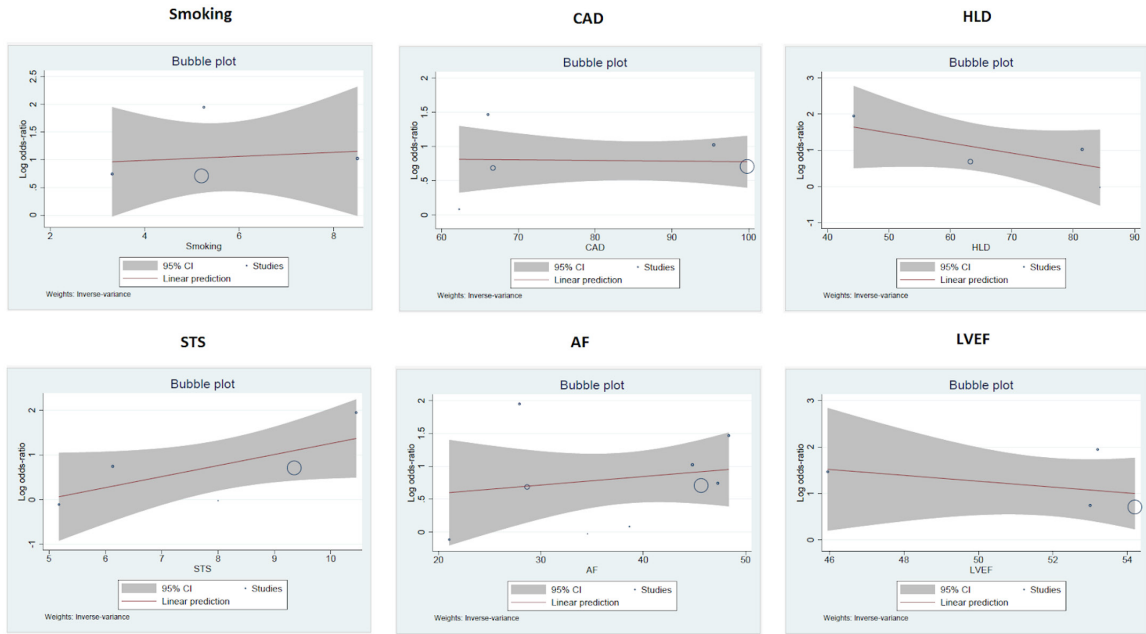 Smoking
CAD
HLD
Bubble plot
2.5
2
1.5
1
.5
0
Log odds-ratio
2 4 6 8
Smoking
95% CI • Studies
Linear prediction
Weights: Inverse-variance
Bubble plot
2
1.5
1
.5
0
Log odds-ratio
60 70 80 90 100
CAD
95% CI • Studies
Linear prediction
Weights: Inverse-variance
Bubble plot
3
2
1
0
-1
Log odds-ratio
40 50 60 70 80 90
HLD
95% CI • Studies
Linear prediction
Weights: Inverse-variance
STS
AF
LVEF
Bubble plot
2
1
0
-1
Log odds-ratio
5 6 7 8 9 10
STS
95% CI • Studies
Linear prediction
Weights: Inverse-variance
Bubble plot
2
1.5
1
.5
0
Log odds-ratio
20 30 40 50
AF
95% CI • Studies
Linear prediction
Weights: Inverse-variance
Bubble plot
3
2
1
0
Log odds-ratio
46 48 50 52 54
LVEF
95% CI • Studies
Linear prediction
Weights: Inverse-variance